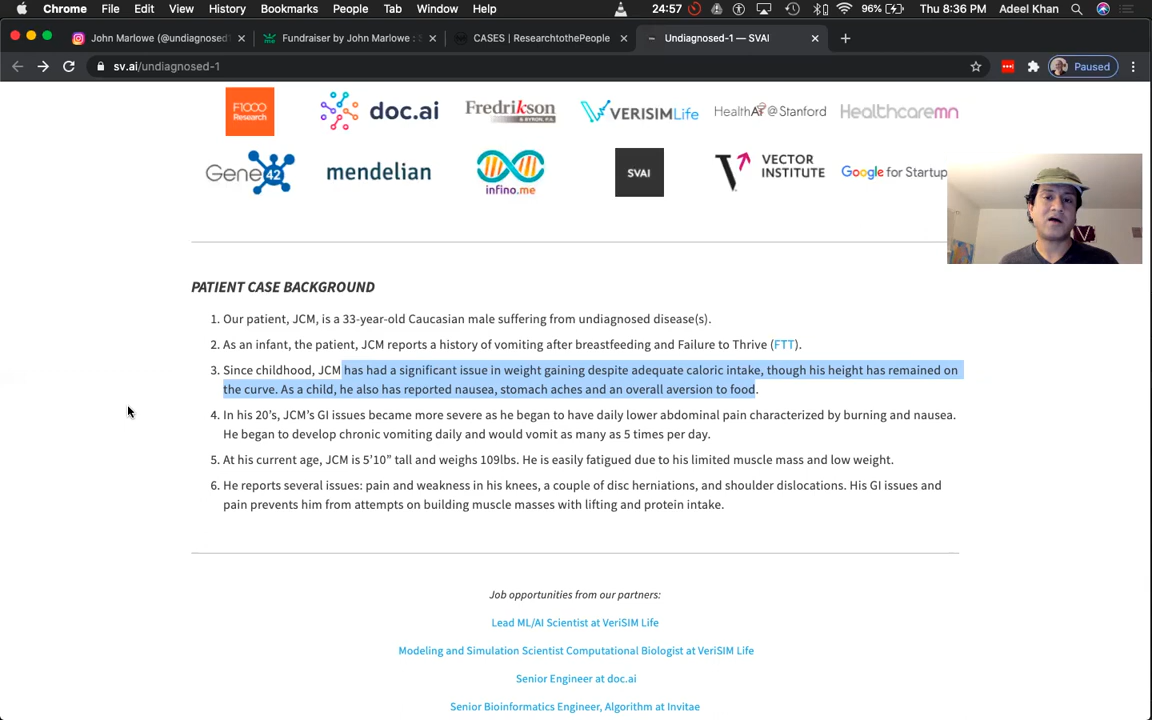 Chrome File Edit View History Bookmarks People Tab Window Help 24:57 96% Thu 8:36 PM Adeel Khan
John Marlowe (@undiagnosed1 Fundraiser by John Marlowe : S CASES | ResearchtothePeople Undiagnosed-1 — SVAI
sv.ai/undiagnosed-1 Paused
F1000 Research doc.ai Fredrikson & BYRON, P.A. VERISIMLife HealthAI@Stanford Healthcaremn
Gene42 mendelian infino.me SVAI VECTOR INSTITUTE Google for Startup
PATIENT CASE BACKGROUND
1. Our patient, JCM, is a 33-year-old Caucasian male suffering from undiagnosed disease(s).
2. As an infant, the patient, JCM reports a history of vomiting after breastfeeding and Failure to Thrive (FTT).
3. Since childhood, JCM has had a significant issue in weight gaining despite adequate caloric intake, though his height has remained on
the curve. As a child, he also has reported nausea, stomach aches and an overall aversion to food.
4. In his 20's, JCM's GI issues became more severe as he began to have daily lower abdominal pain characterized by burning and nausea.
He began to develop chronic vomiting daily and would vomit as many as 5 times per day.
5. At his current age, JCM is 5'10” tall and weighs 109lbs. He is easily fatigued due to his limited muscle mass and low weight.
6. He reports several issues: pain and weakness in his knees, a couple of disc herniations, and shoulder dislocations. His GI issues and
pain prevents him from attempts on building muscle masses with lifting and protein intake.
Job opportunities from our partners:
Lead ML/AI Scientist at VeriSIM Life
Modeling and Simulation Scientist Computational Biologist at VeriSIM Life
Senior Engineer at doc.ai
Senior Bioinformatics Engineer, Algorithm at Invitae